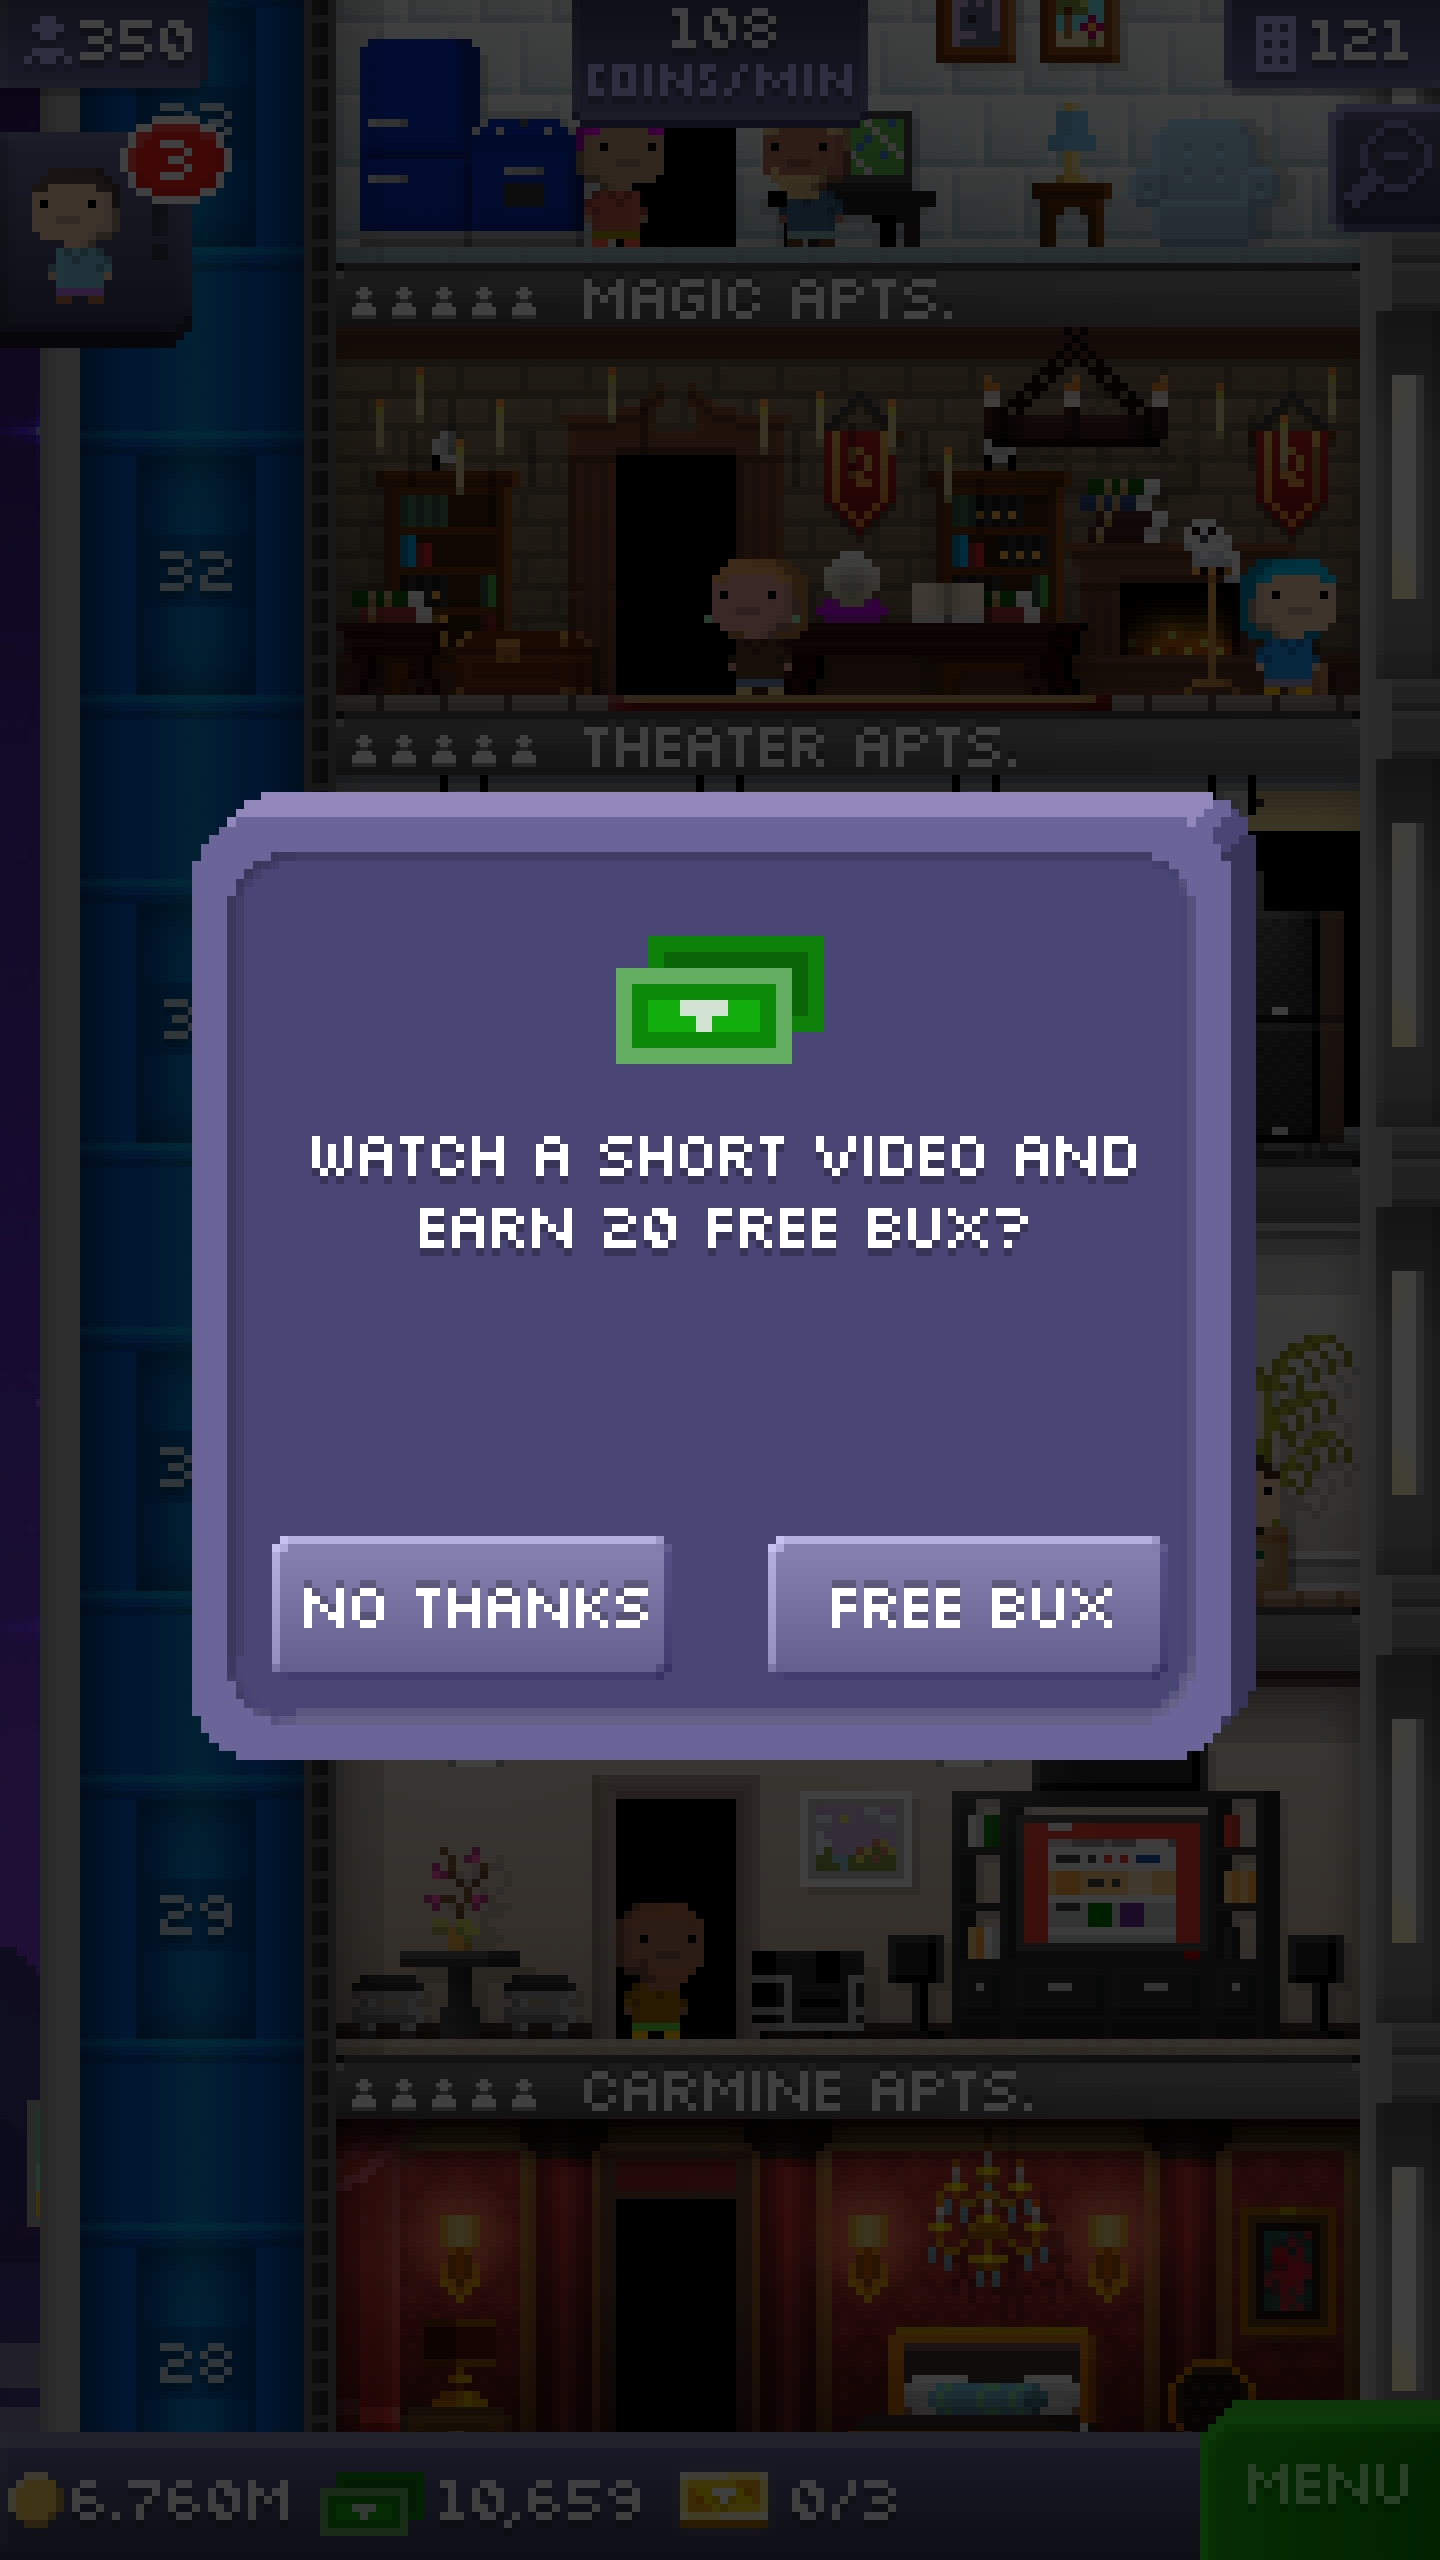 350
108
COINS/MIN
121
3
MAGIC APTS.
32
THEATER APTS.
WATCH A SHORT VIDEO AND
EARN 20 FREE BUX?
NO THANKS
FREE BUX
29
CARMINE APTS.
28
6.760M
10,659
0/3
MENU